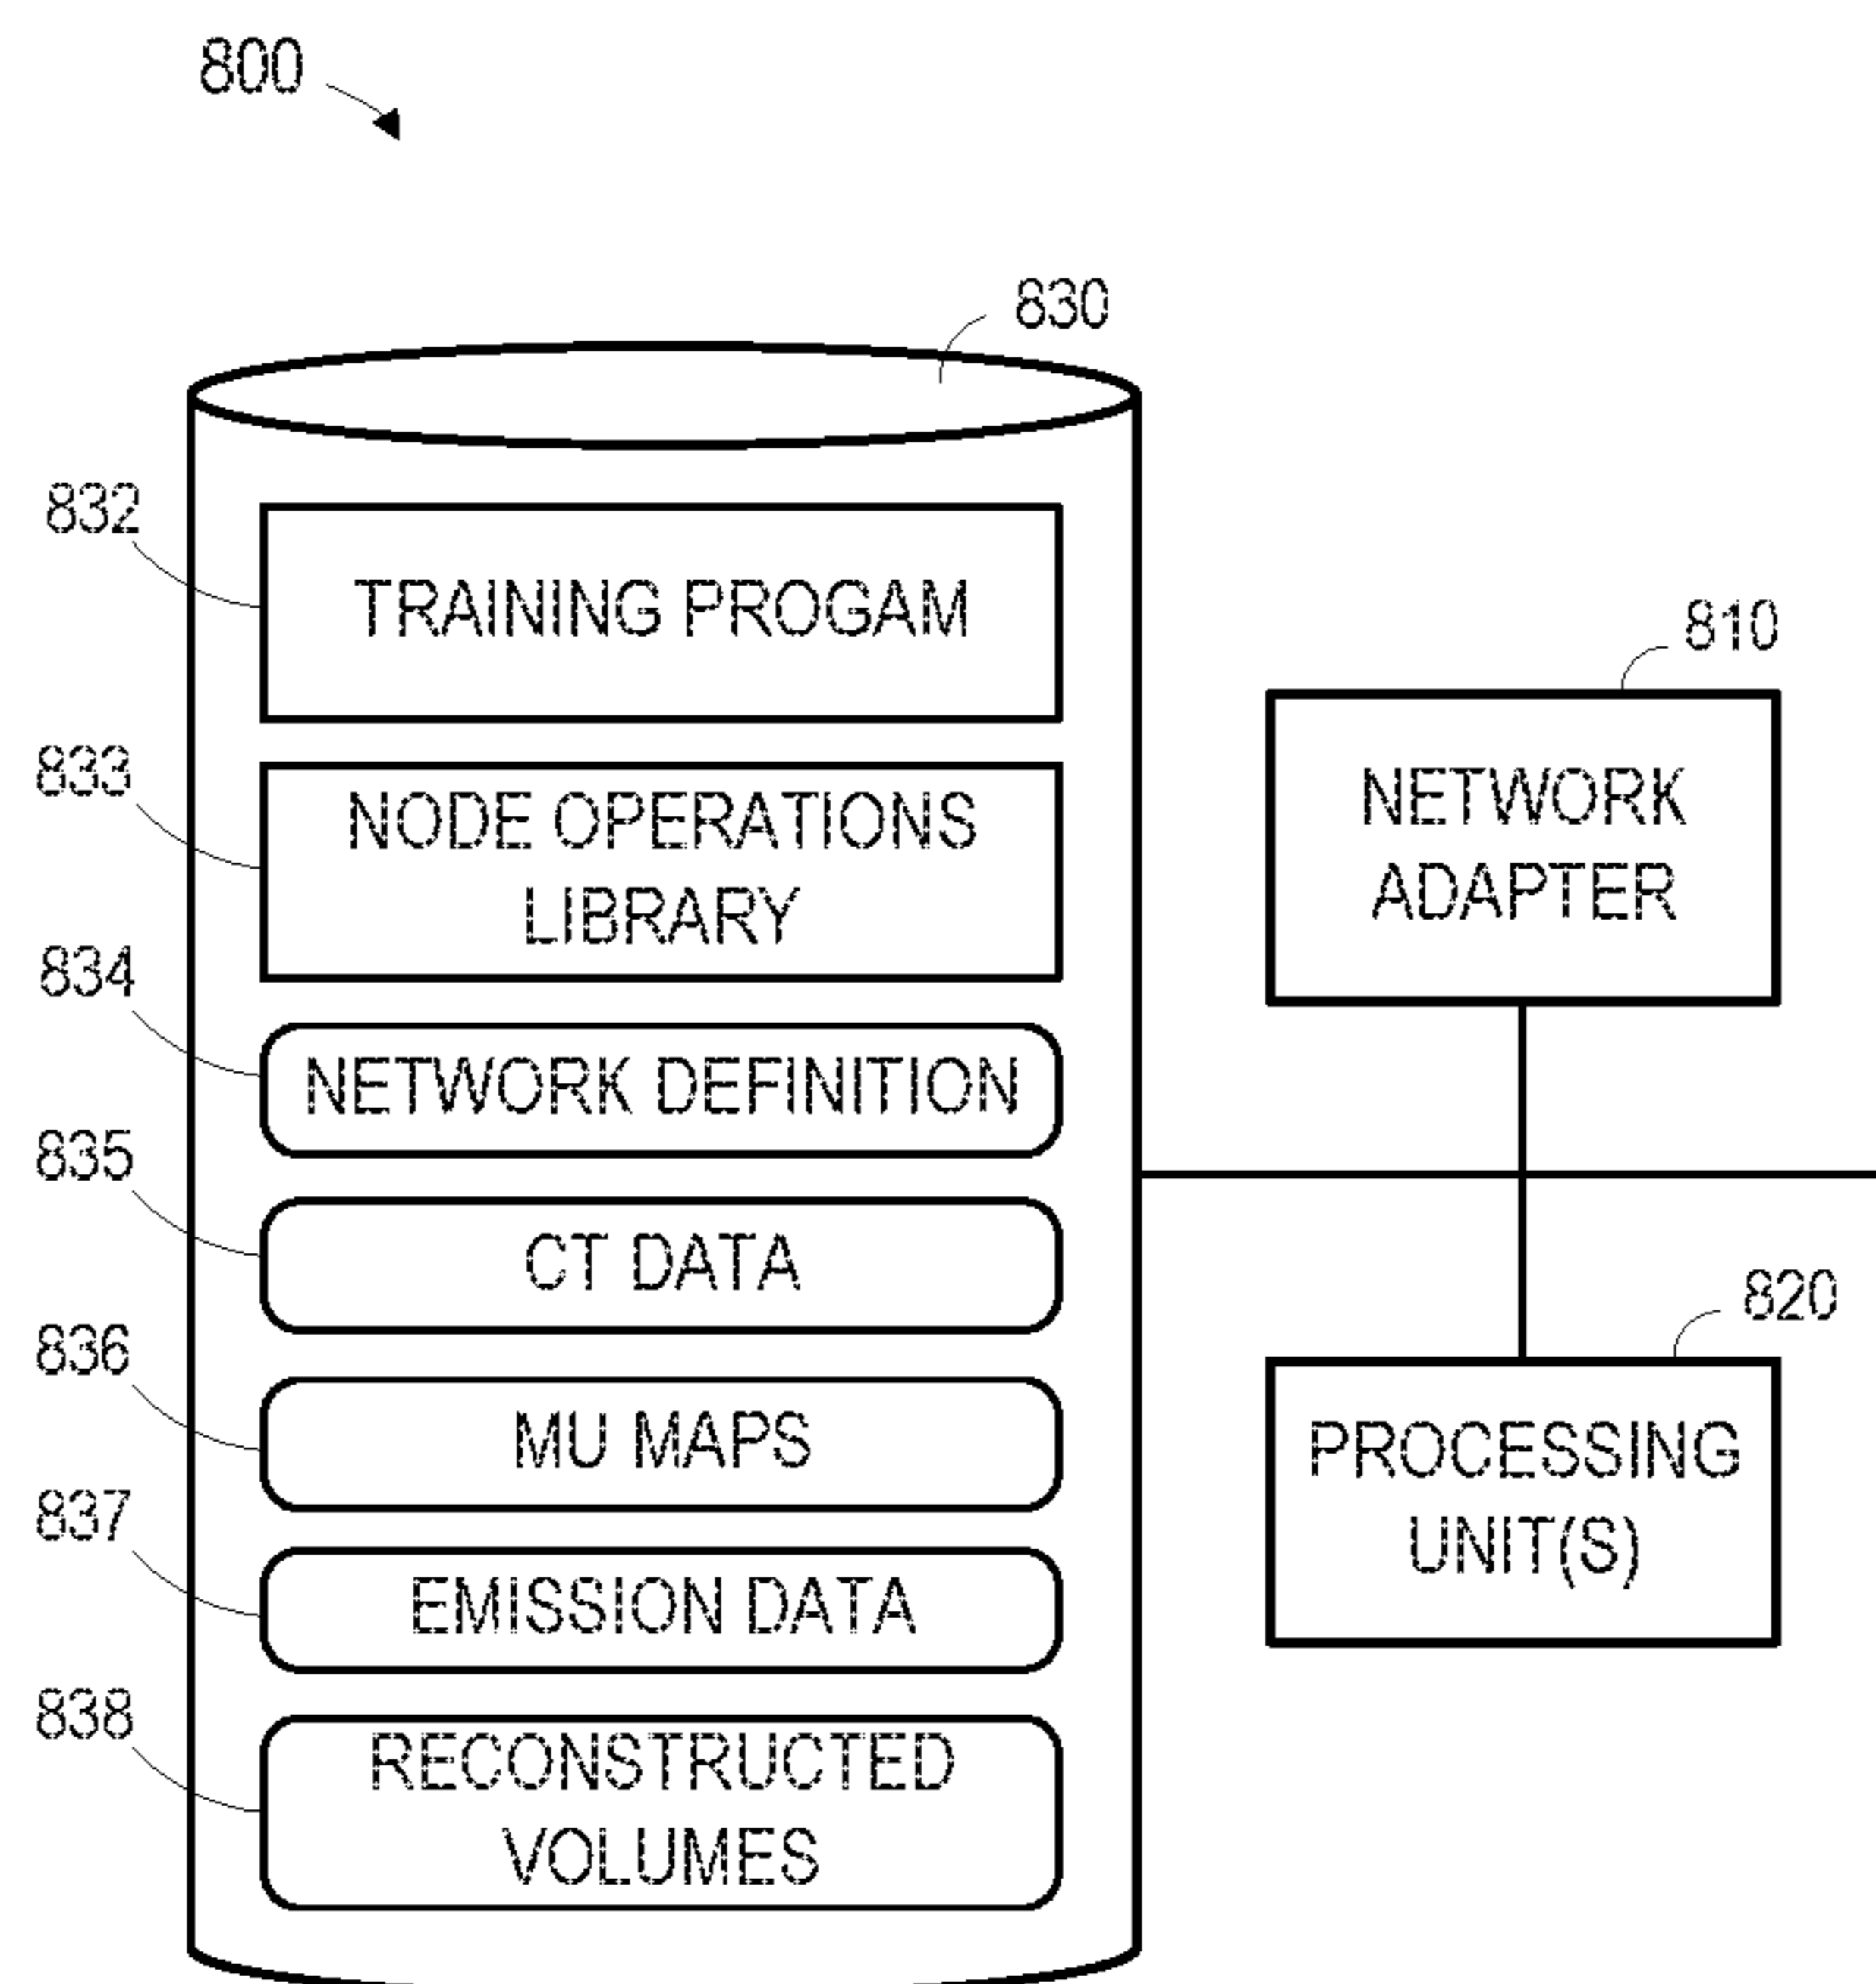 800
830
832
TRAINING PROGAM
810
833
NODE OPERATIONS
LIBRARY
NETWORK
ADAPTER
834
NETWORK DEFINITION
835
CT DATA
820
836
MU MAPS
PROCESSING
UNIT(S)
837
EMISSION DATA
838
RECONSTRUCTED
VOLUMES